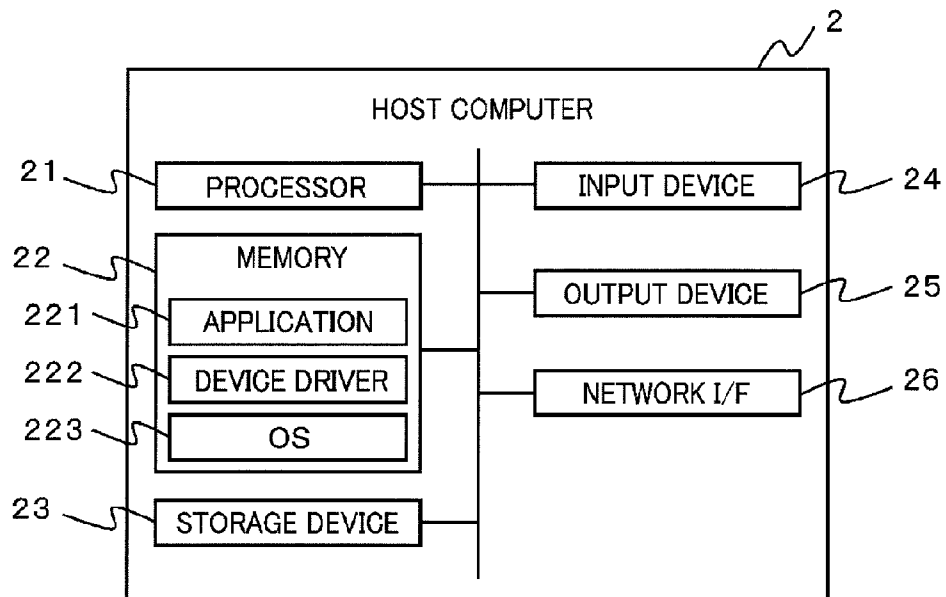 2
HOST COMPUTER
21
PROCESSOR
INPUT DEVICE
24
22
MEMORY
221
APPLICATION
OUTPUT DEVICE
25
222
DEVICE DRIVER
NETWORK I/F
26
223
OS
23
STORAGE DEVICE